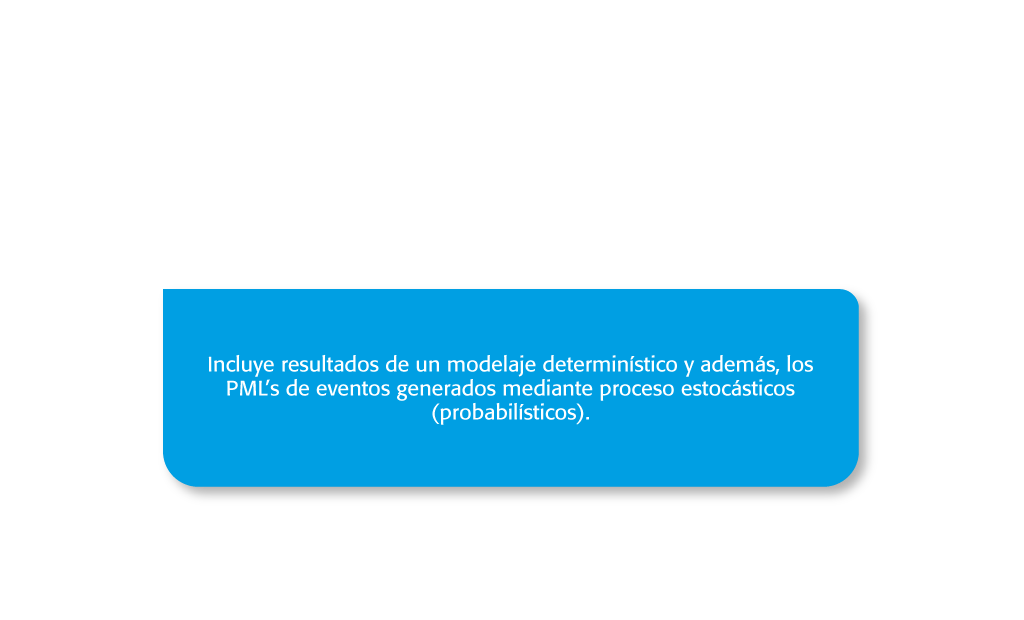 Incluye resultados de un modelaje determinístico y además, los
PML’s de eventos generados mediante proceso estocásticos
(probabilísticos).